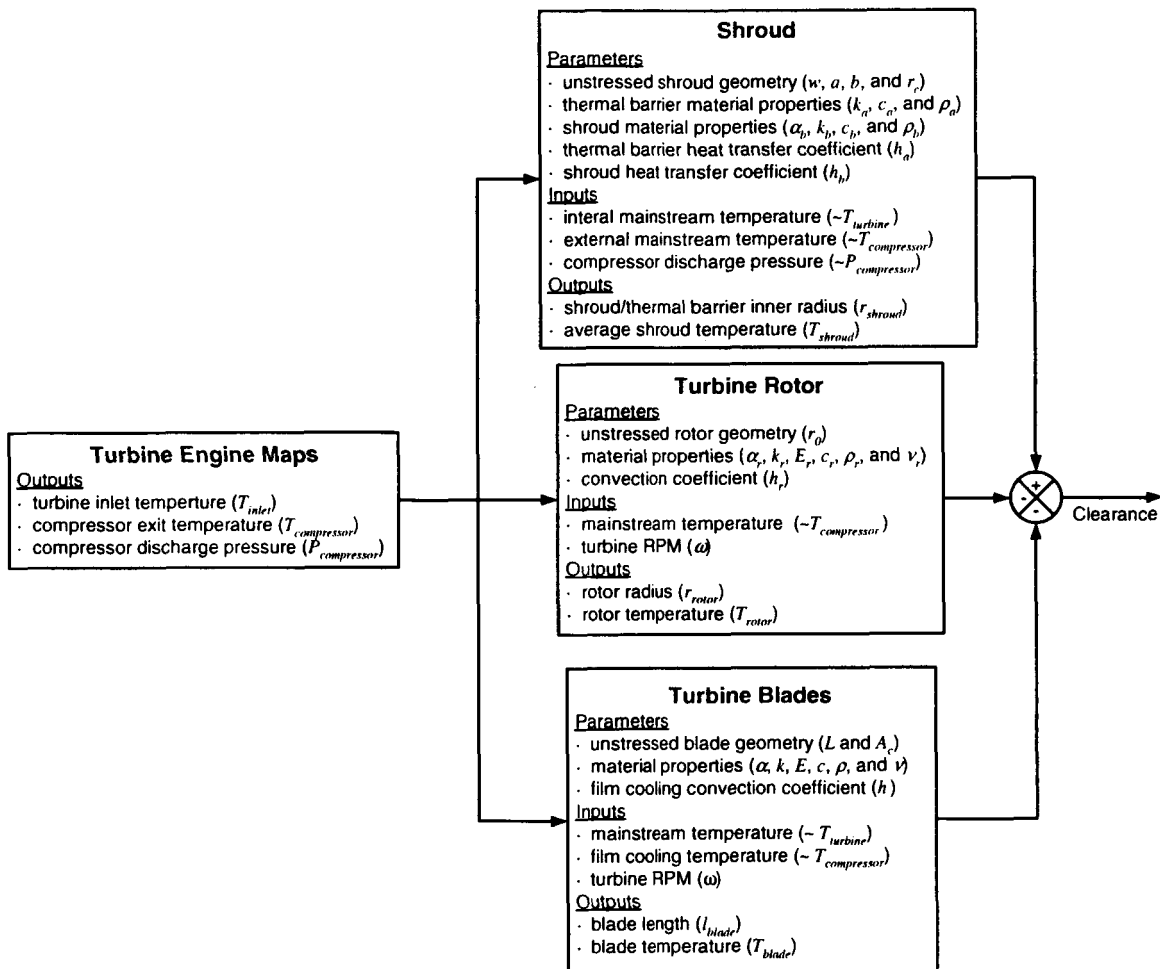 Shroud
Parameters
· unstressed shroud geometry (w, a, b, and r_c)
· thermal barrier material properties (k_a, c_a, and ρ_a)
· shroud material properties (α_b, k_b, c_b, and ρ_b)
· thermal barrier heat transfer coefficient (h_a)
· shroud heat transfer coefficient (h_b)
Inputs
· interal mainstream temperature (~T_turbine)
· external mainstream temperature (~T_compressor)
· compressor discharge pressure (~P_compressor)
Outputs
· shroud/thermal barrier inner radius (r_shroud)
· average shroud temperature (T_shroud)
Turbine Engine Maps
Outputs
· turbine inlet temperture (T_inlet)
· compressor exit temperature (T_compressor)
· compressor discharge pressure (P_compressor)
Turbine Rotor
Parameters
· unstressed rotor geometry (r_0)
· material properties (α_r, k_r, E_r, c_r, ρ_r, and ν_r)
· convection coefficient (h_r)
Inputs
· mainstream temperature (~T_compressor)
· turbine RPM (ω)
Outputs
· rotor radius (r_rotor)
· rotor temperature (T_rotor)
+
- -
Clearance
Turbine Blades
Parameters
· unstressed blade geometry (L and A_c)
· material properties (α, k, E, c, ρ, and ν)
· film cooling convection coefficient (h)
Inputs
· mainstream temperature (~ T_turbine)
· film cooling temperature (~ T_compressor)
· turbine RPM (ω)
Outputs
· blade length (l_blade)
· blade temperature (T_blade)